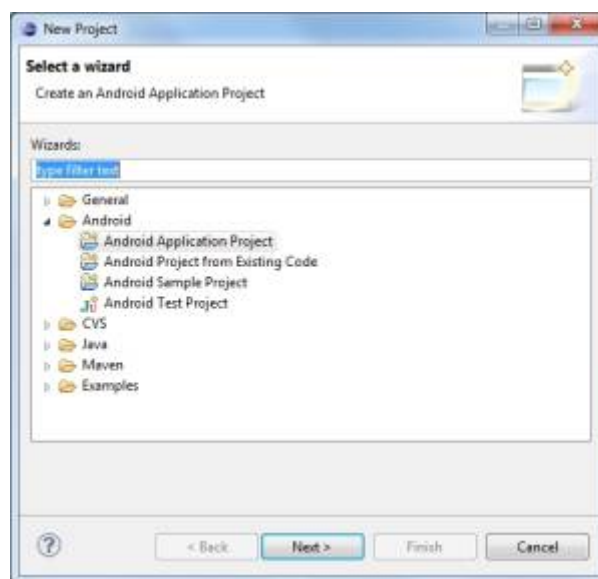 New Project
Select a wizard
Create an Android Application Project
Wizards:
type filter text
General
Android
Android Application Project
Android Project from Existing Code
Android Sample Project
Android Test Project
CVS
Java
Maven
Examples
?
< Back Next > Finish Cancel